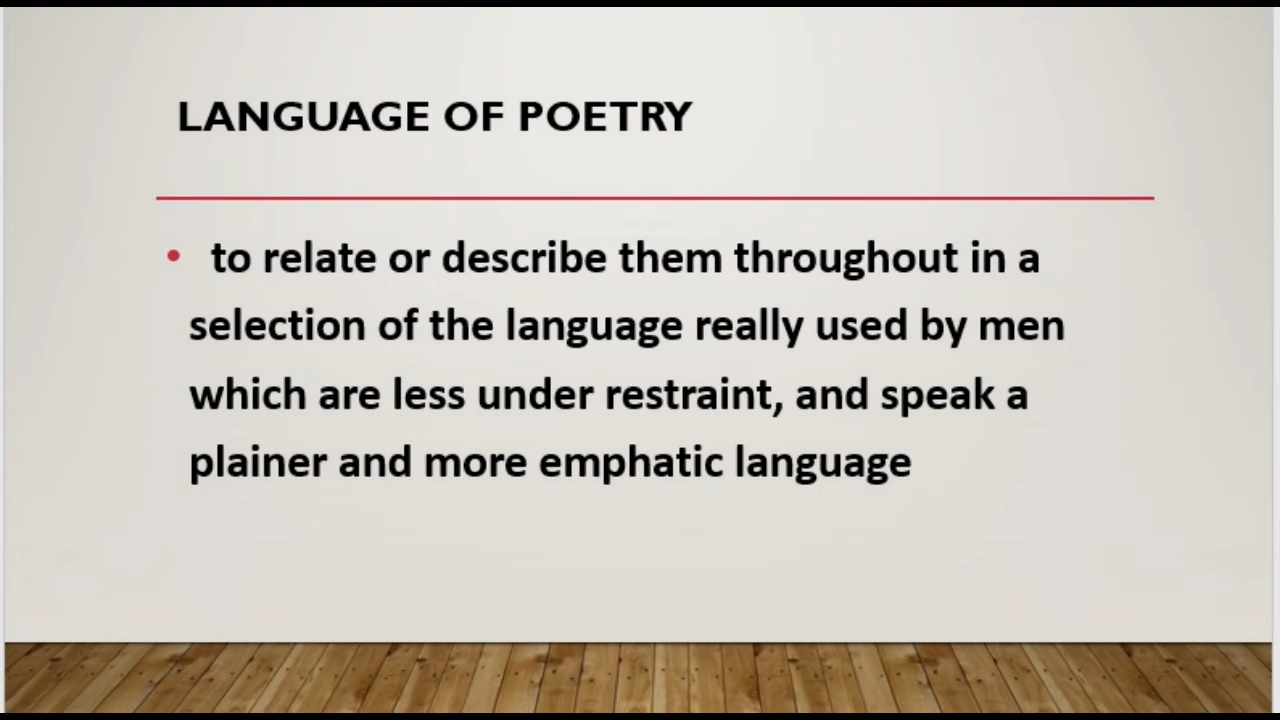 LANGUAGE OF POETRY
• to relate or describe them throughout in a
selection of the language really used by men
which are less under restraint, and speak a
plainer and more emphatic language